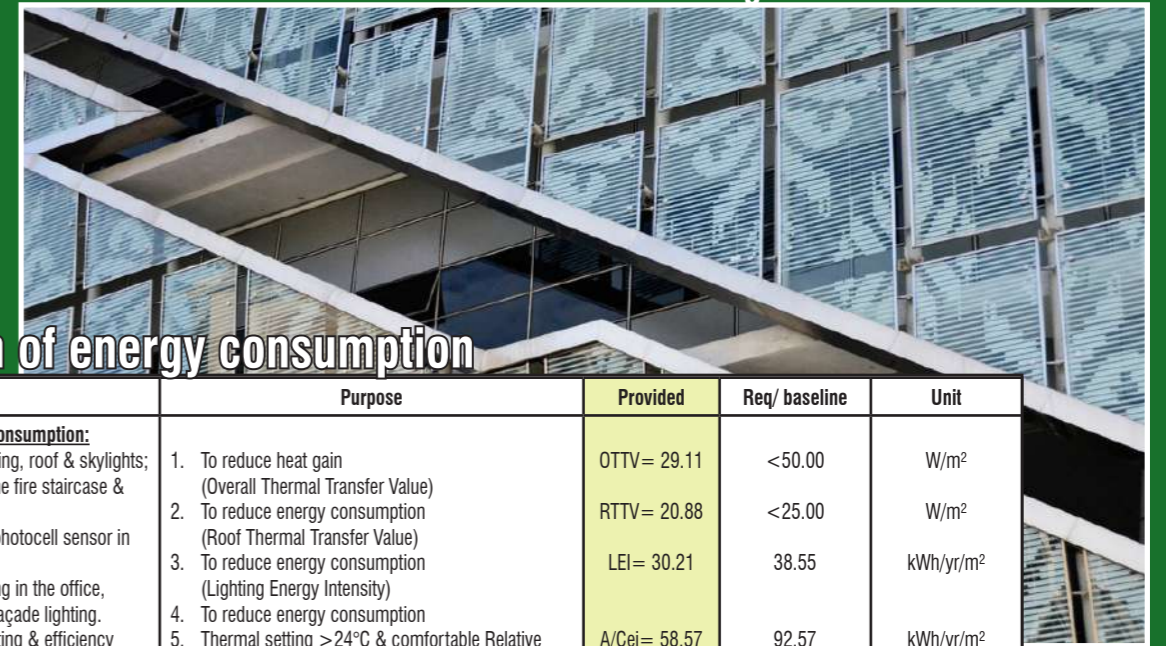 of energy consumption
Purpose Provided Req/ baseline Unit
onsumption:
ing, roof & skylights; 1. To reduce heat gain OTTV= 29.11 <50.00 W/m²
e fire staircase & (Overall Thermal Transfer Value)
2. To reduce energy consumption RTTV= 20.88 <25.00 W/m²
hotocell sensor in (Roof Thermal Transfer Value)
3. To reduce energy consumption LEI= 30.21 38.55 kWh/yr/m²
g in the office, (Lighting Energy Intensity)
açade lighting. 4. To reduce energy consumption
ting & efficiency 5. Thermal setting >24°C & comfortable Relative A/Cei= 58.57 92.57 kWh/yr/m²